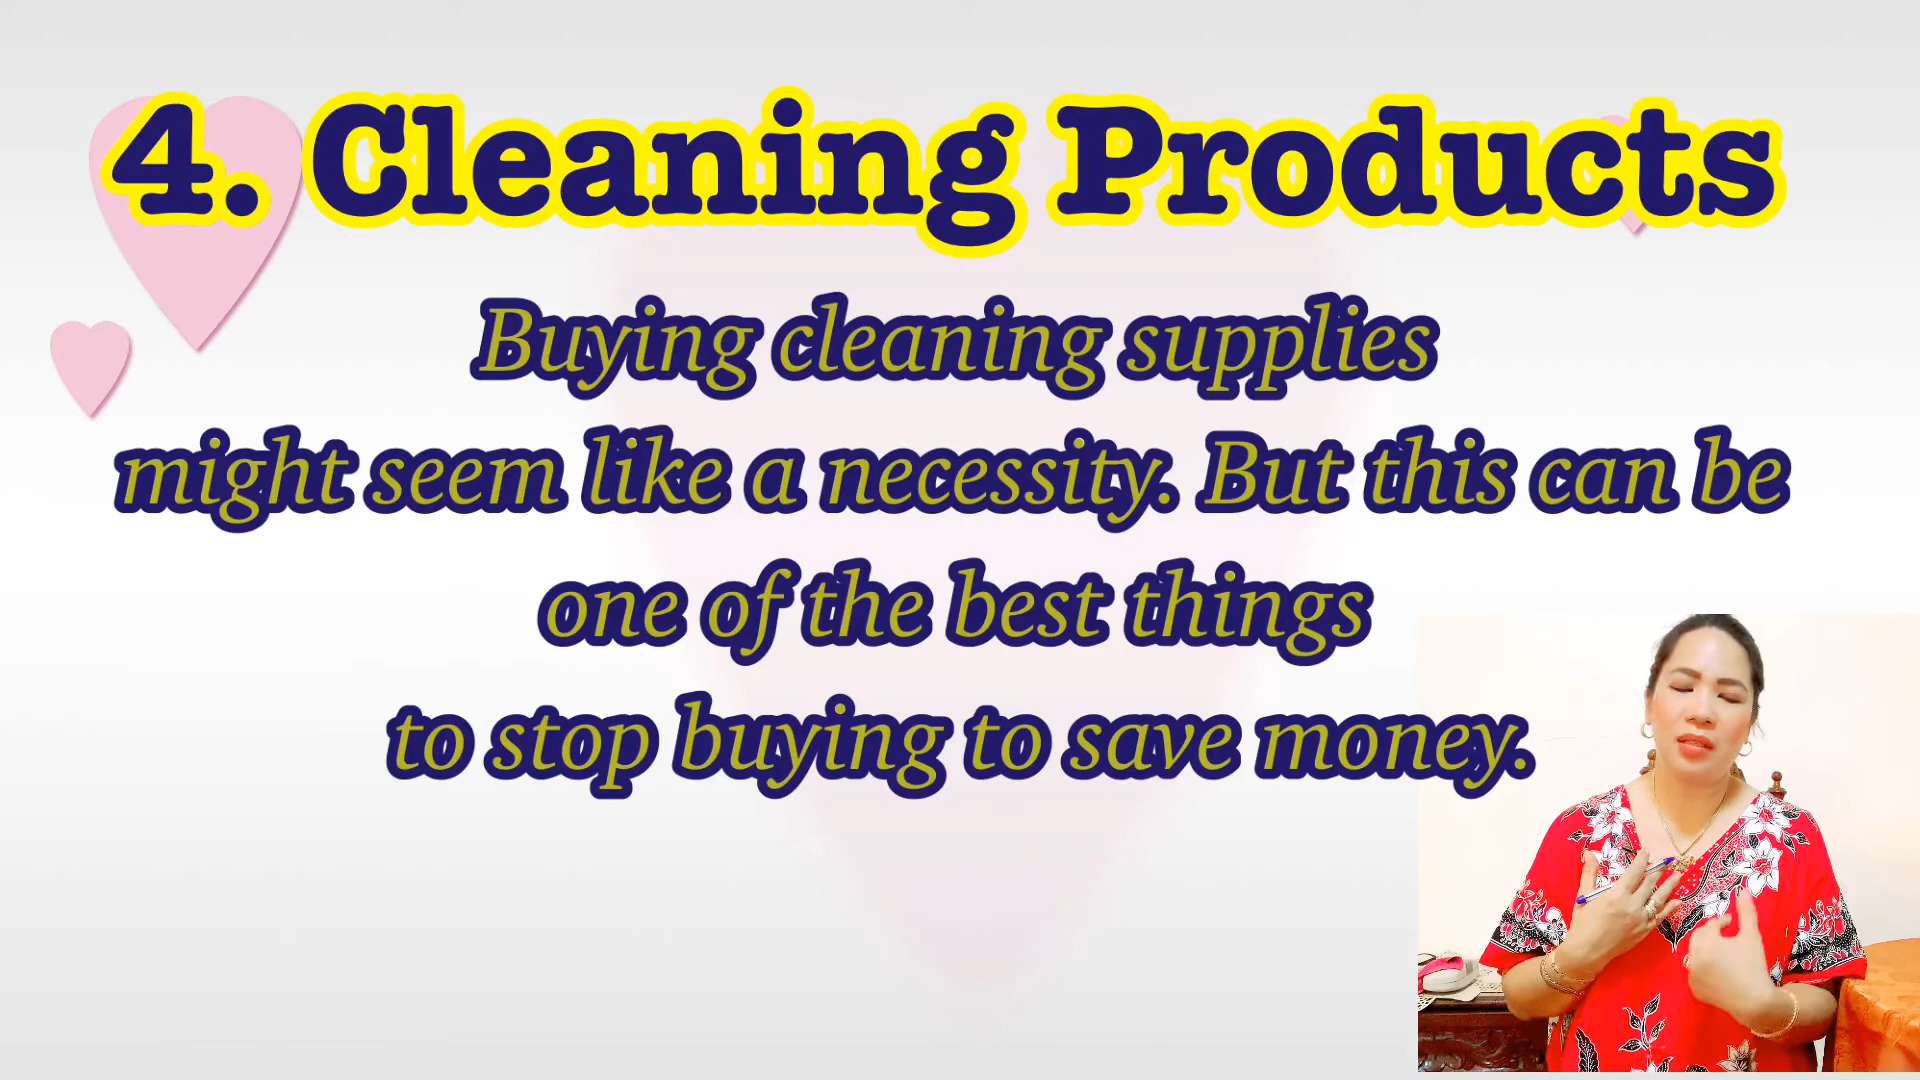 4. Cleaning Products
Buying cleaning supplies
might seem like a necessity. But this can be
one of the best things
to stop buying to save money.